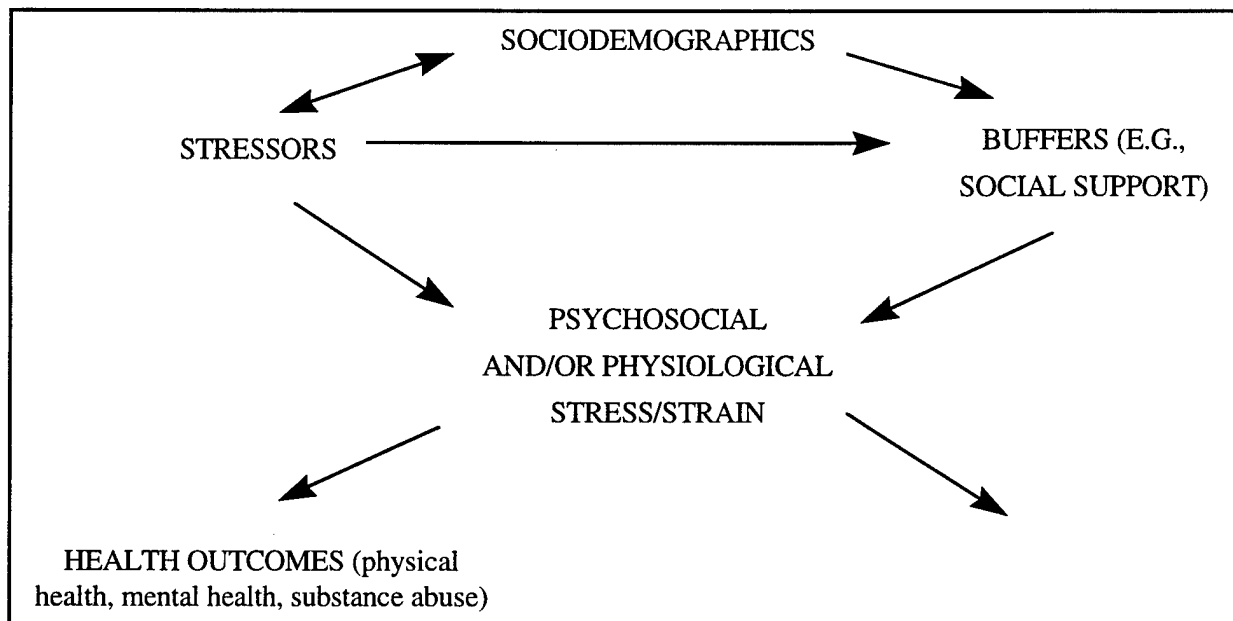 SOCIODEMOGRAPHICS
STRESSORS
BUFFERS (E.G.,
SOCIAL SUPPORT)
PSYCHOSOCIAL
AND/OR PHYSIOLOGICAL
STRESS/STRAIN
HEALTH OUTCOMES (physical
health, mental health, substance abuse)